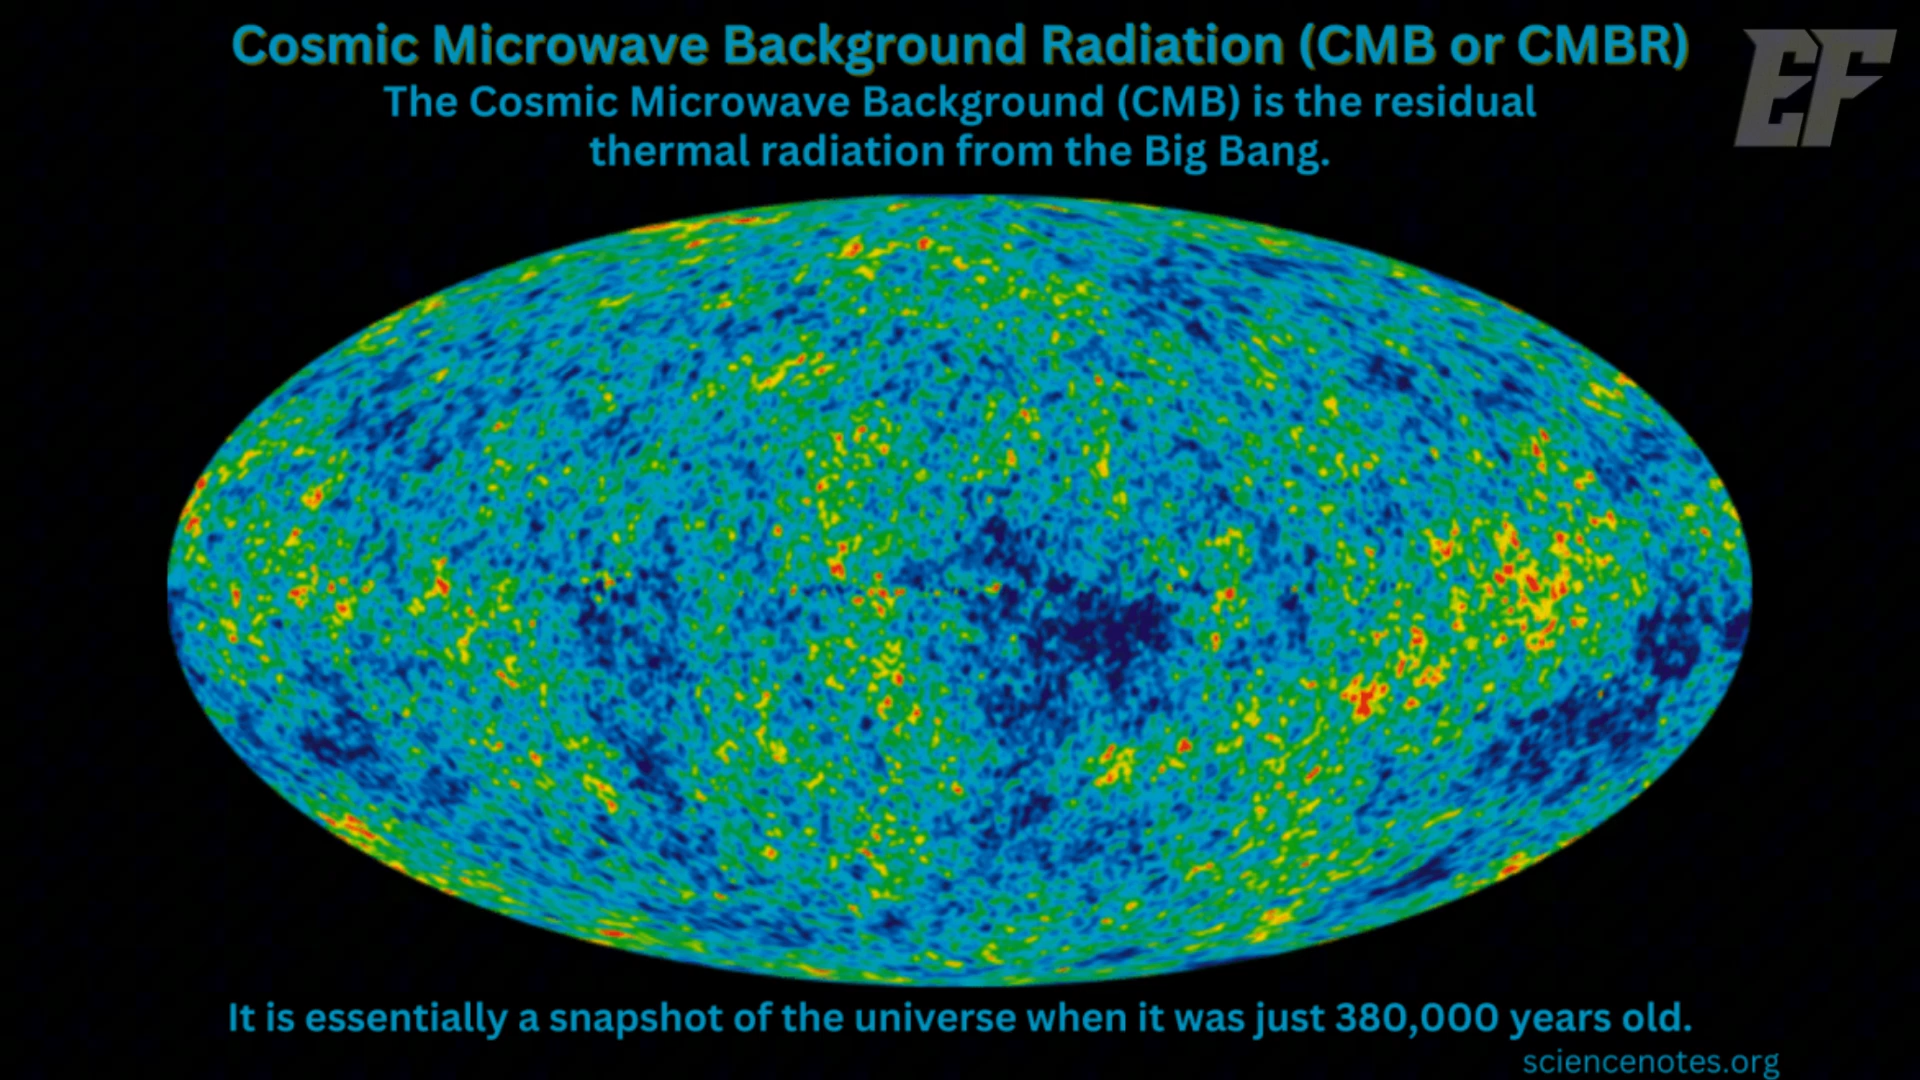 Cosmic Microwave Background Radiation (CMB or CMBR)
EF
The Cosmic Microwave Background (CMB) is the residual
thermal radiation from the Big Bang.
It is essentially a snapshot of the universe when it was just 380,000 years old.
sciencenotes.org